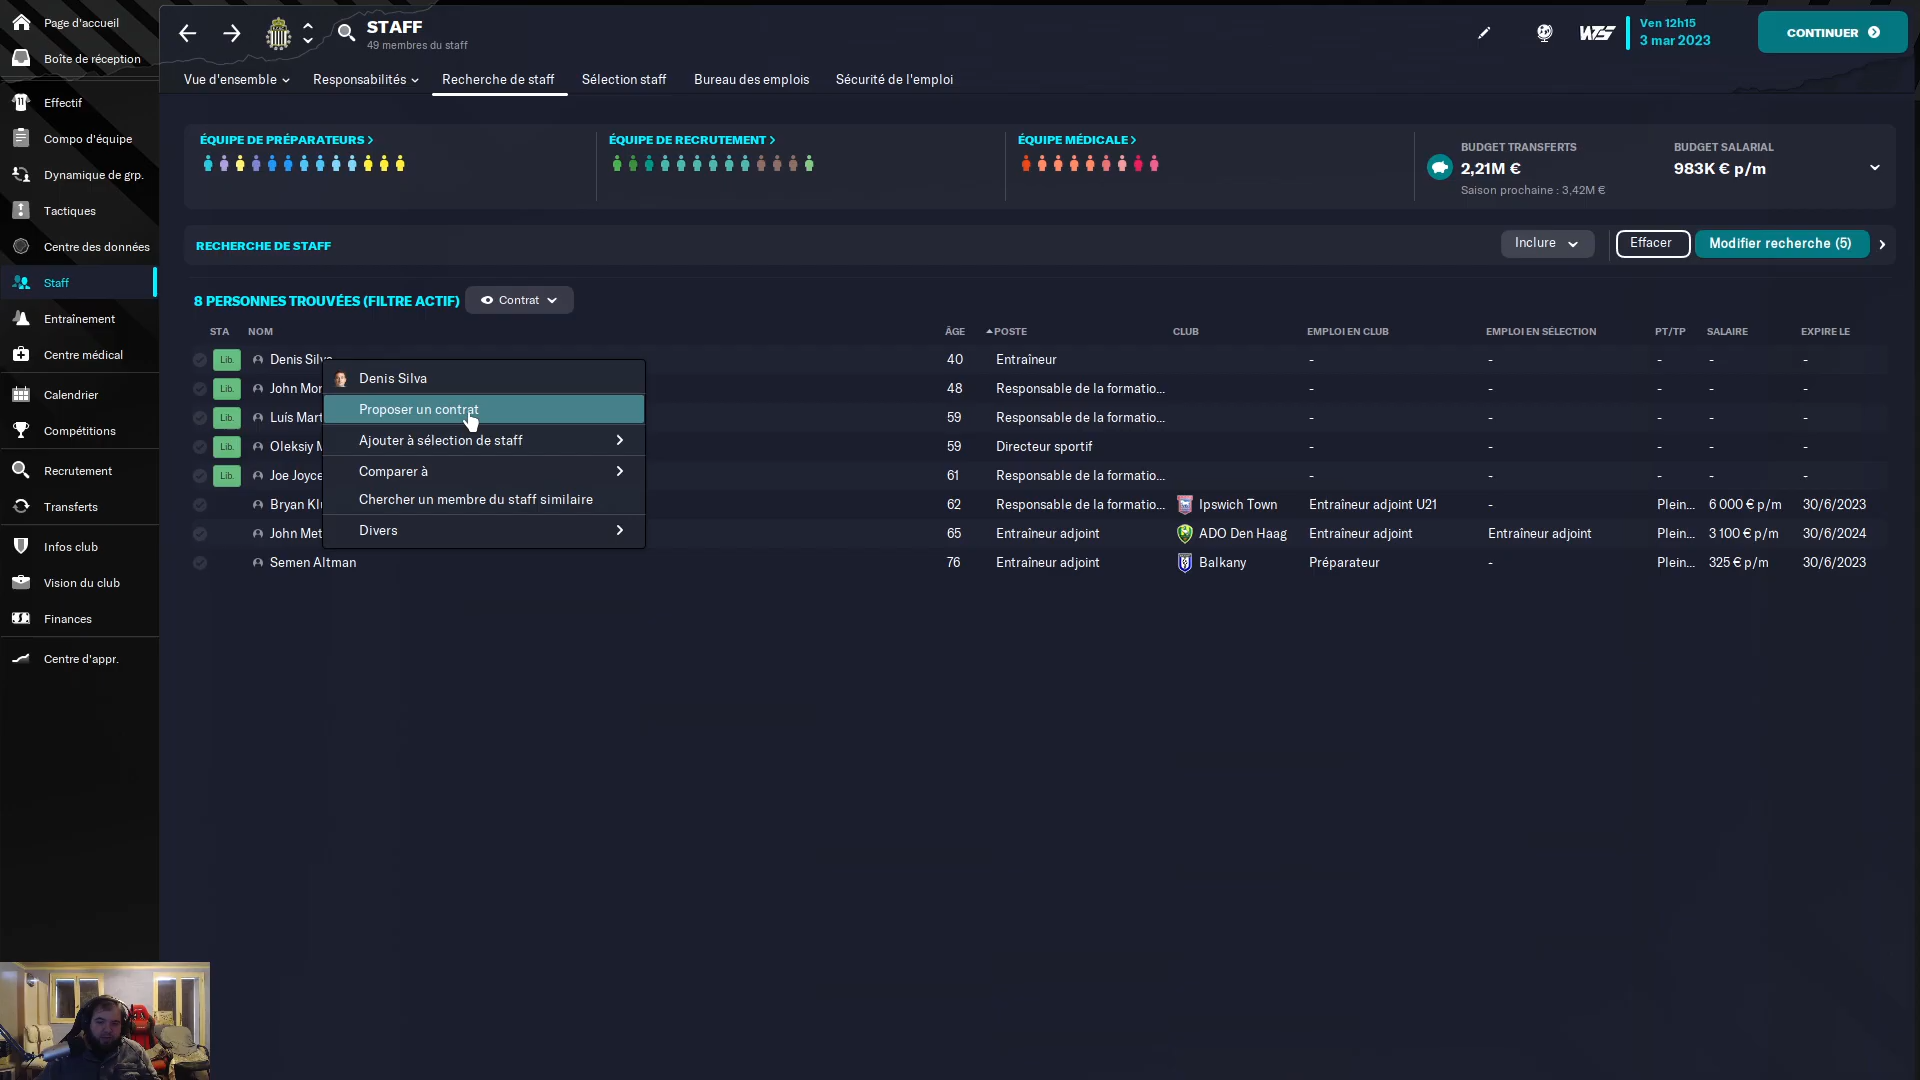 Page d'accueil
Boîte de réception
Effectif
Compo d'équipe
Dynamique de grp.
Tactiques
Centre des données
Staff
Entraînement
Centre médical
Calendrier
Compétitions
Recrutement
Transferts
Infos club
Vision du club
Finances
Centre d'appr.
STAFF
49 membres du staff
Ven 12h15
3 mar 2023
CONTINUER
Vue d'ensemble
Responsabilités
Recherche de staff
Sélection staff
Bureau des emplois
Sécurité de l'emploi
ÉQUIPE DE PRÉPARATEURS
ÉQUIPE DE RECRUTEMENT
ÉQUIPE MÉDICALE
BUDGET TRANSFERTS
2,21M €
Saison prochaine : 3,42M €
BUDGET SALARIAL
983K € p/m
RECHERCHE DE STAFF
Inclure
Effacer
Modifier recherche (5)
8 PERSONNES TROUVÉES (FILTRE ACTIF)
Contrat
STA NOM ÂGE POSTE CLUB EMPLOI EN CLUB EMPLOI EN SÉLECTION PT/TP SALAIRE EXPIRE LE
Lib. Denis Silva 40 Entraîneur - - - - -
Lib. John Mor 48 Responsable de la formatio... - - - - -
Lib. Luís Mart 59 Responsable de la formatio... - - - - -
Lib. Oleksiy M 59 Directeur sportif - - - - -
Lib. Joe Joyce 61 Responsable de la formatio... - - - - -
Bryan Kl 62 Responsable de la formatio... Ipswich Town Entraîneur adjoint U21 - Plein... 6 000 € p/m 30/6/2023
John Met 65 Entraîneur adjoint ADO Den Haag Entraîneur adjoint Entraîneur adjoint Plein... 3 100 € p/m 30/6/2024
Semen Altman 76 Entraîneur adjoint Balkany Préparateur - Plein... 325 € p/m 30/6/2023
Denis Silva
Proposer un contrat
Ajouter à sélection de staff
Comparer à
Chercher un membre du staff similaire
Divers